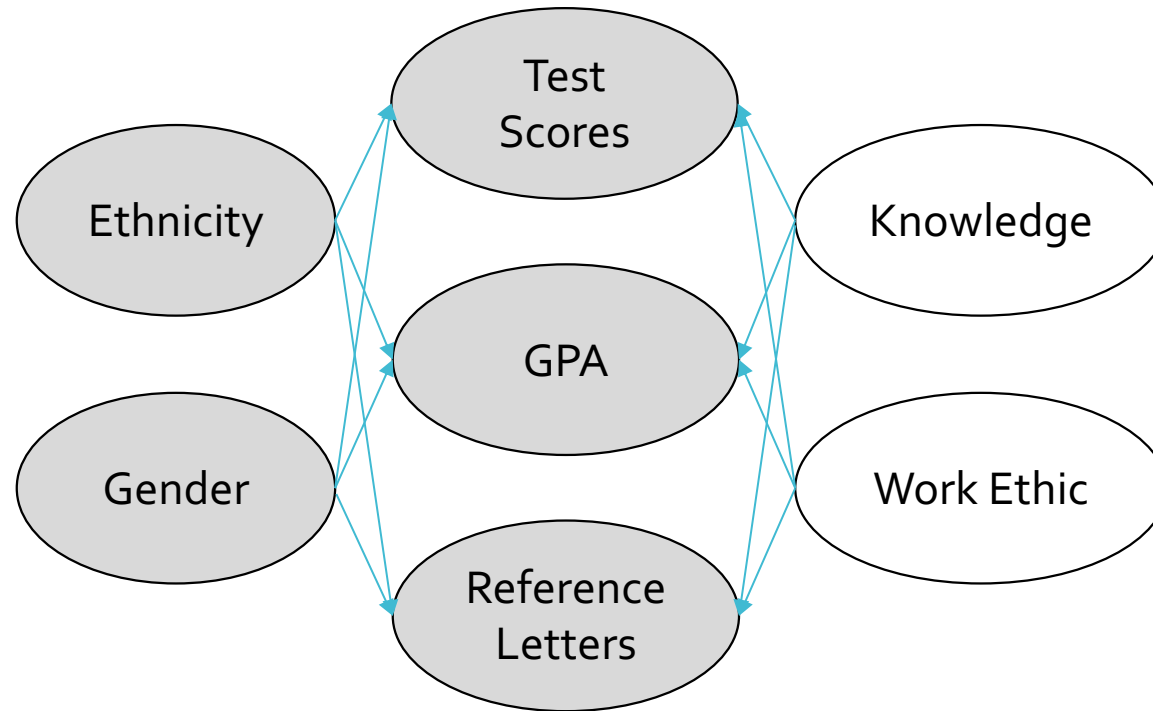 Test
Scores
Ethnicity
Knowledge
GPA
Gender
Work Ethic
Reference
Letters